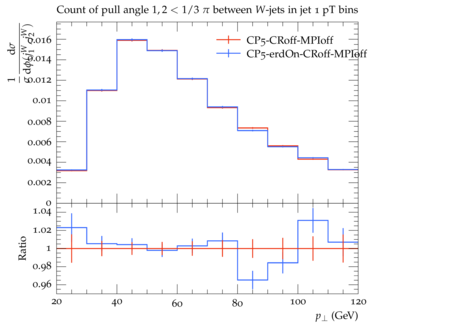 Count of pull angle 1, 2 < 1/3 π between W-jets in jet 1 pT bins
CP5-CRoff-MPIoff
CP5-erdOn-CRoff-MPIoff
0.016
0.014
0.012
0.01
0.008
0.006
0.004
0.002
0
1.04
1.02
1
0.98
0.96
Ratio
20 40 60 80 100 120
p⊥ (GeV)